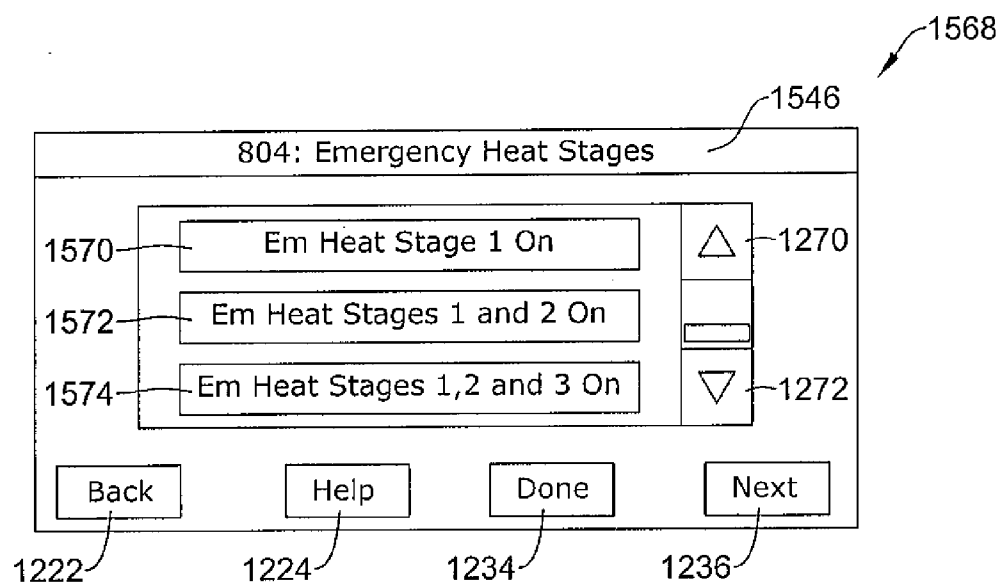 1568
1546
804: Emergency Heat Stages
1570
Em Heat Stage 1 On
1270
1572
Em Heat Stages 1 and 2 On
1574
Em Heat Stages 1,2 and 3 On
1272
Back
Help
Done
Next
1222
1224
1234
1236